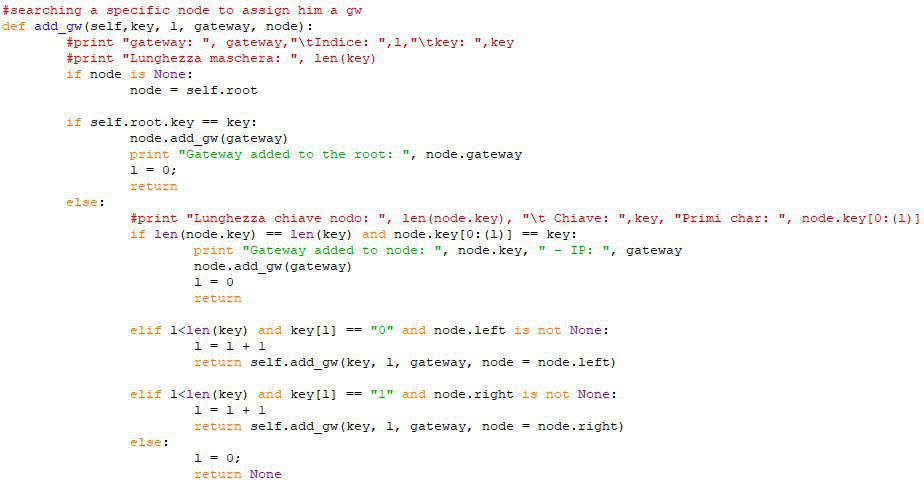 #searching a specific node to assign him a gw
def add_gw(self,key, l, gateway, node):
#print "gateway: ", gateway,"\tIndice: ",l,"\tkey: ",key
#print "Lunghezza maschera: ", len(key)
if node is None:
node = self.root
if self.root.key == key:
node.add_gw(gateway)
print "Gateway added to the root: ", node.gateway
l = 0;
return
else:
#print "Lunghezza chiave nodo: ", len(node.key), "\t Chiave: ",key, "Primi char: ", node.key[0:(l)]
if len(node.key) == len(key) and node.key[0:(l)] == key:
print "Gateway added to node: ", node.key, " - IP: ", gateway
node.add_gw(gateway)
l = 0
return
elif l<len(key) and key[l] == "0" and node.left is not None:
l = l + 1
return self.add_gw(key, l, gateway, node = node.left)
elif l<len(key) and key[l] == "1" and node.right is not None:
l = l + 1
return self.add_gw(key, l, gateway, node = node.right)
else:
l = 0;
return None